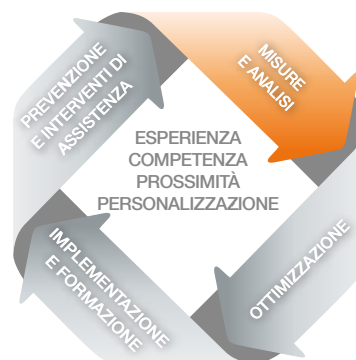 PREVENZIONE
E INTERVENTI DI
ASSISTENZA
MISURE
E ANALISI
ESPERIENZA
COMPETENZA
PROSSIMITÀ
PERSONALIZZAZIONE
IMPLEMENTAZIONE
E FORMAZIONE
OTTIMIZZAZIONE